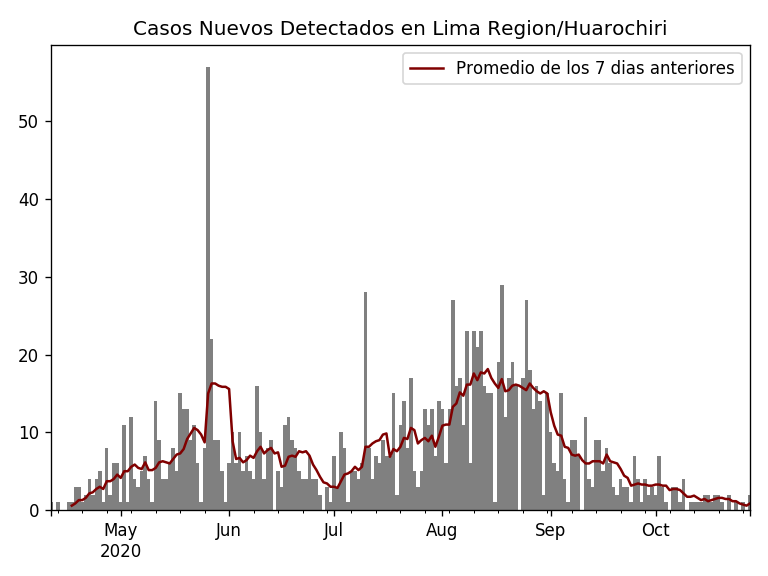 Casos Nuevos Detectados en Lima Region/Huarochiri
Promedio de los 7 dias anteriores
50
40
30
20
10
0
May Jun Jul Aug Sep Oct
2020